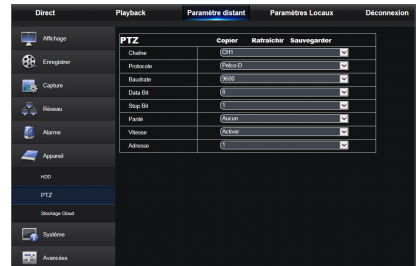 Direct Playback Paramètre distant Paramètres Locaux Déconnexion
Affichage
Enregistrer
Capture
Réseau
Alarme
Appareil
HDD
PTZ
Stockage Cloud
Système
Avancées
PTZ Copier Rafraîchir Sauvegarder
Chaîne CH1
Protocole Pelco-D
Baudrate 9600
Data Bit 8
Stop Bit 1
Parité Aucun
Vitesse Activer
Adresse 1